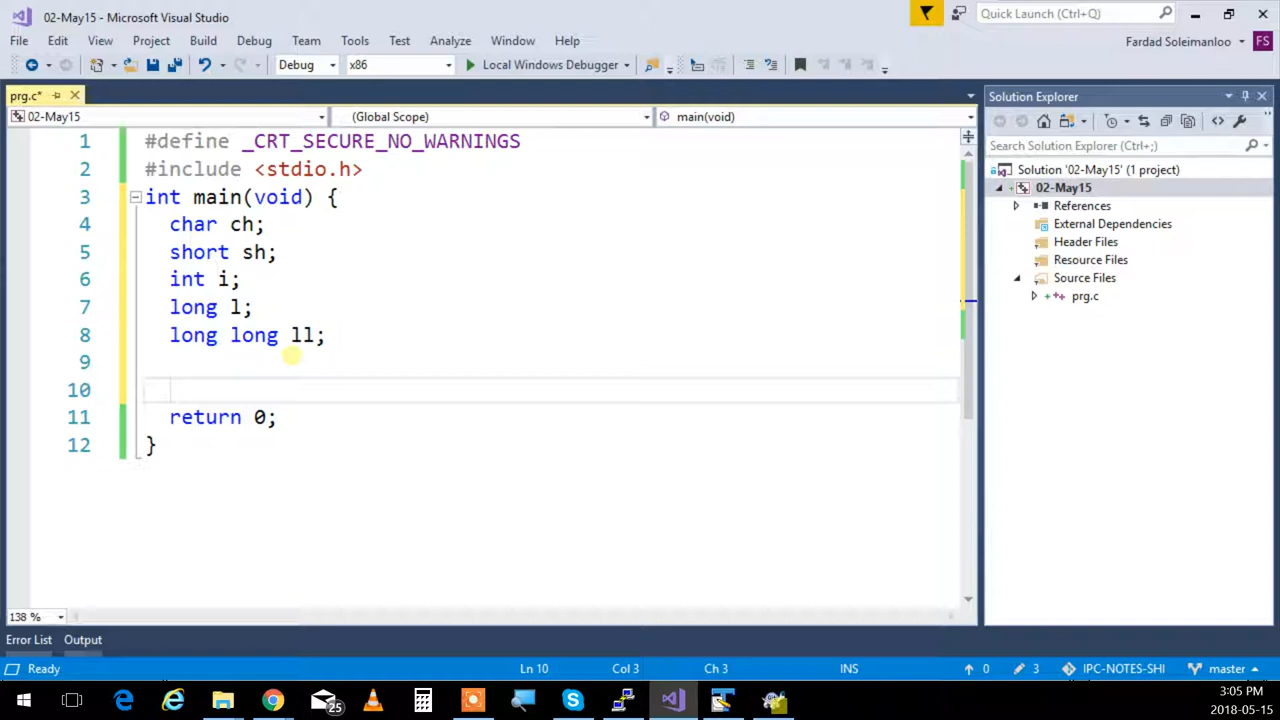 02-May15 - Microsoft Visual Studio
Quick Launch (Ctrl+Q)
File Edit View Project Build Debug Team Tools Test Analyze Window Help
Fardad Soleimanloo FS
Debug x86 Local Windows Debugger
prg.c*
Solution Explorer
02-May15 (Global Scope) main(void)
Search Solution Explorer (Ctrl+;)
Solution '02-May15' (1 project)
02-May15
References
External Dependencies
Header Files
Resource Files
Source Files
prg.c
1 #define _CRT_SECURE_NO_WARNINGS
2 #include <stdio.h>
3 int main(void) {
4 char ch;
5 short sh;
6 int i;
7 long l;
8 long long ll;
9
10
11 return 0;
12 }
138 %
Error List Output
Ready Ln 10 Col 3 Ch 3 INS 0 3 IPC-NOTES-SHI master
25
3:05 PM
2018-05-15